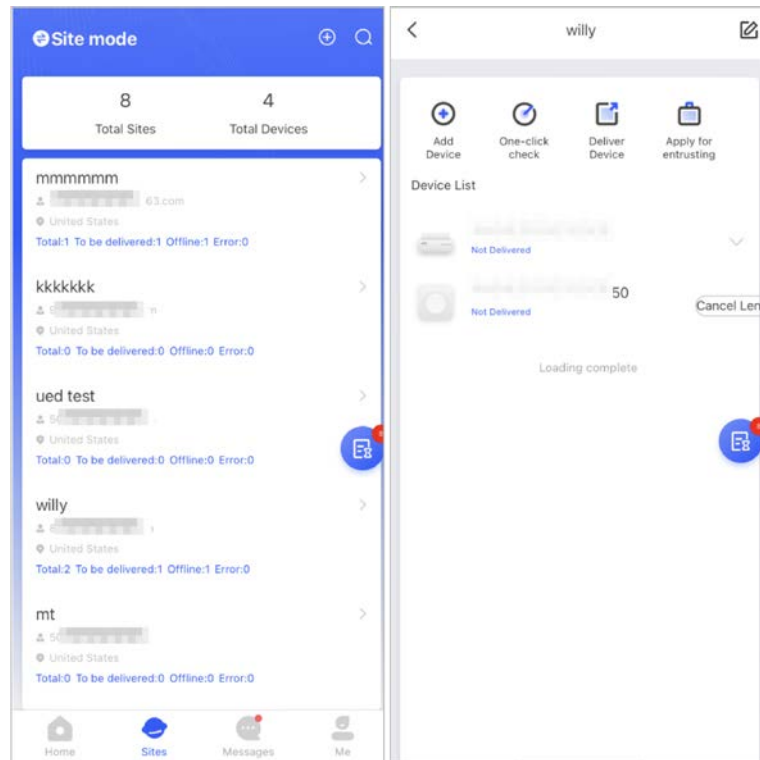 Site mode
8
4
Total Sites
Total Devices
mmmmmmm
63.com
United States
Total:1 To be delivered:1 Offline:1 Error:0
kkkkkkk
United States
Total:0 To be delivered:0 Offline:0 Error:0
ued test
United States
Total:0 To be delivered:0 Offline:0 Error:0
willy
United States
Total:2 To be delivered:1 Offline:1 Error:0
mt
United States
Total:0 To be delivered:0 Offline:0 Error:0
Home
Sites
Messages
Me
willy
Add Device
One-click check
Deliver Device
Apply for entrusting
Device List
Not Delivered
50
Not Delivered
Cancel Len
Loading complete